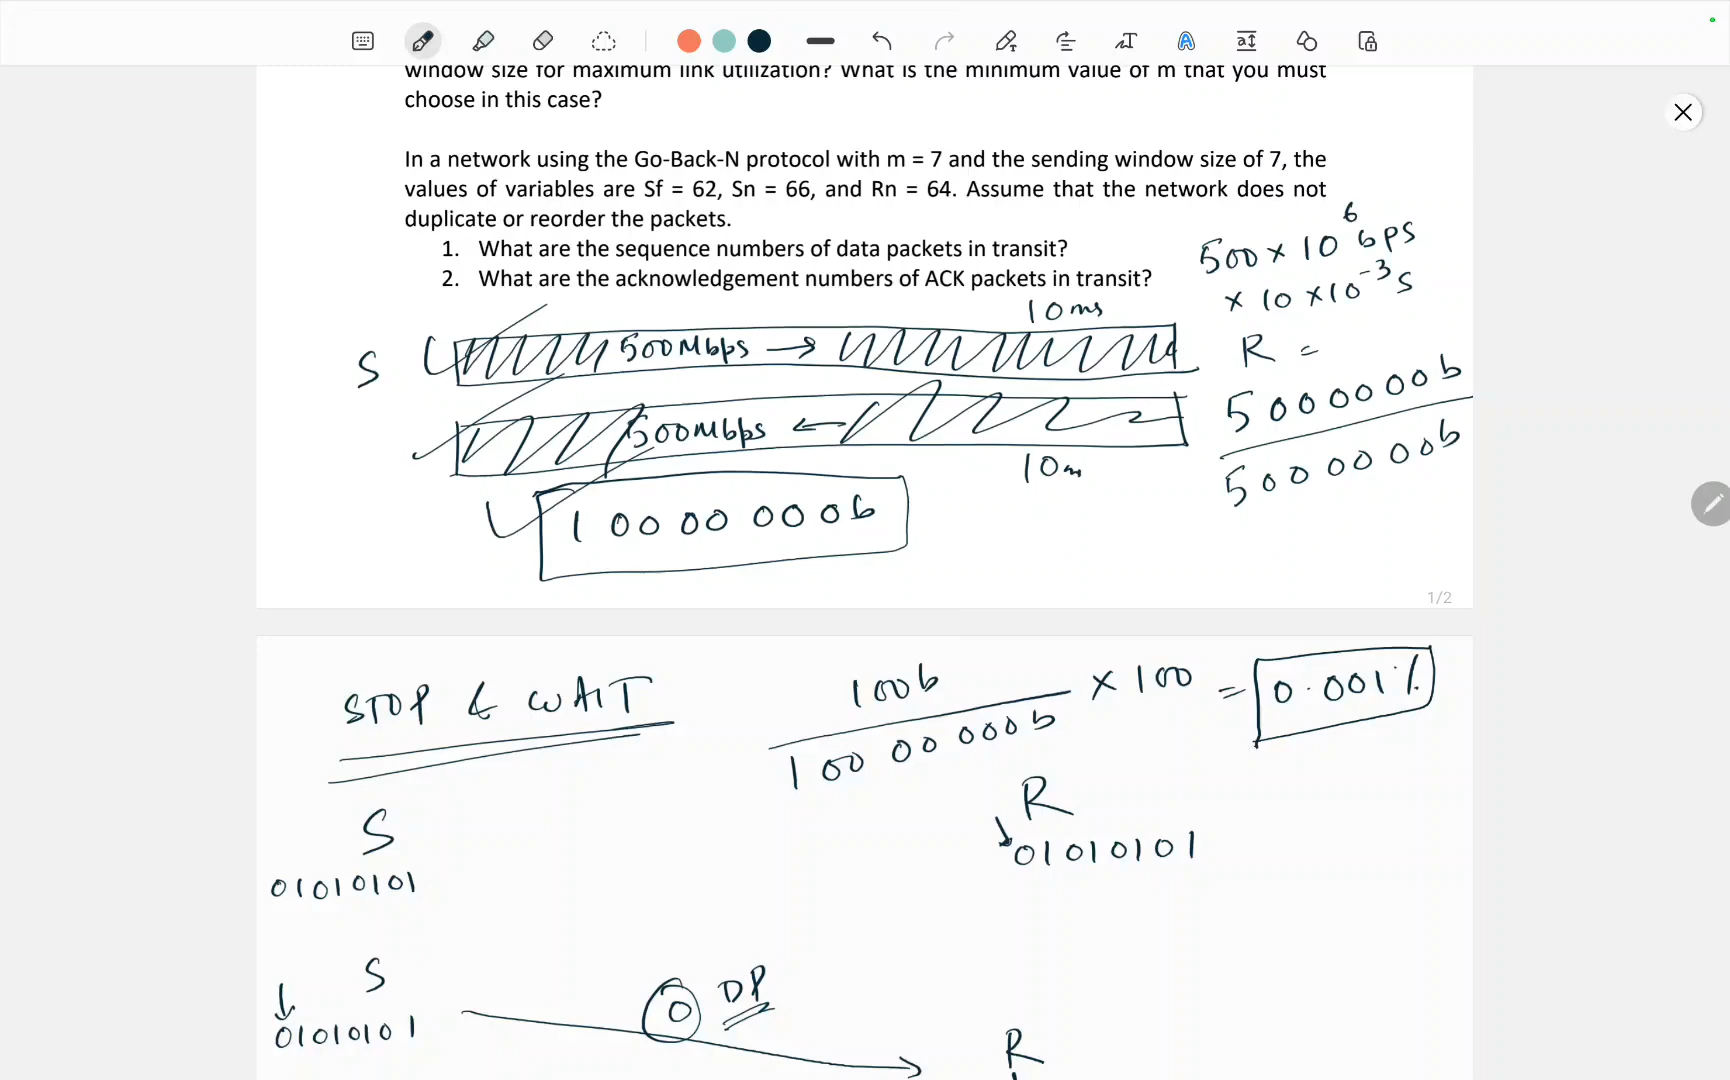 window size for maximum link utilization? What is the minimum value of m that you must
choose in this case?
In a network using the Go-Back-N protocol with m = 7 and the sending window size of 7, the
values of variables are Sf = 62, Sn = 66, and Rn = 64. Assume that the network does not
duplicate or reorder the packets.
1. What are the sequence numbers of data packets in transit?
2. What are the acknowledgement numbers of ACK packets in transit?
500 × 10^6 bps
× 10 × 10^-3 s
10 ms
S
500Mbps →
R =
5000000b
500Mbps ←
10m
5000000b
10000000b
1/2
STOP & WAIT
100b
10000000b
× 100 = 0.001%
S
R
01010101
01010101
S
O DP
01010101
R